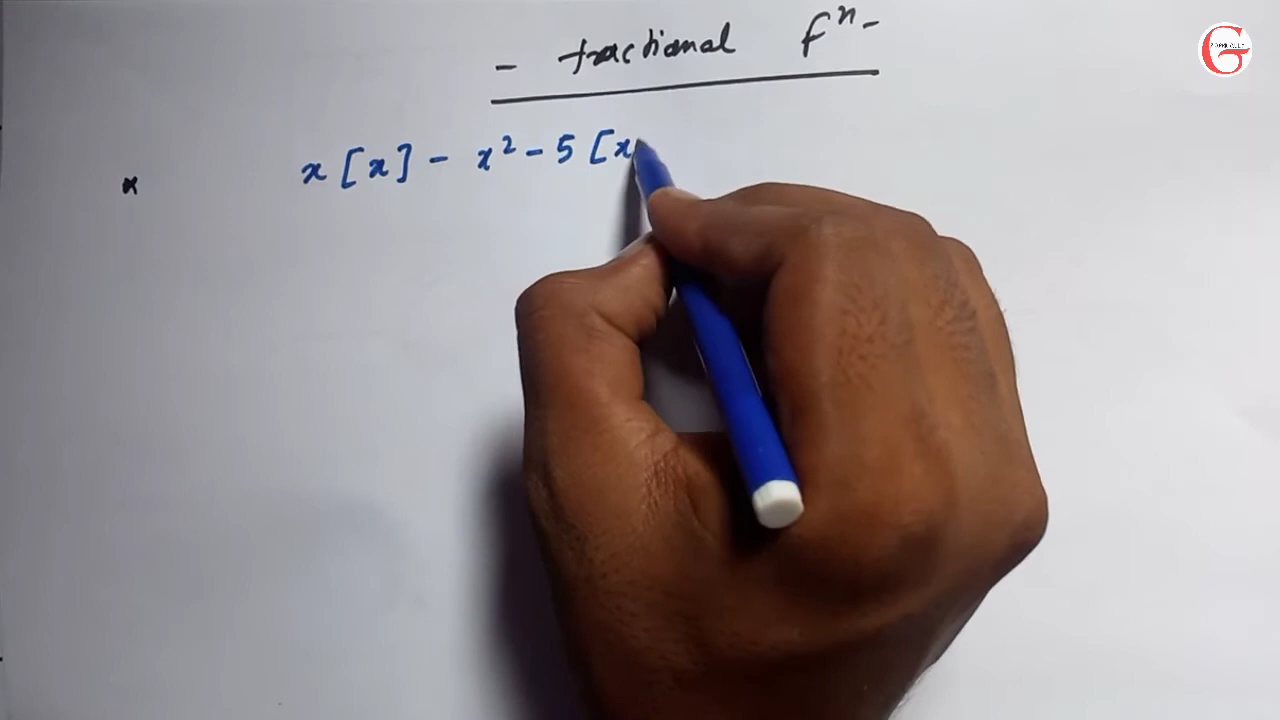 - fractional fⁿ -
x [x] - x² - 5 [x